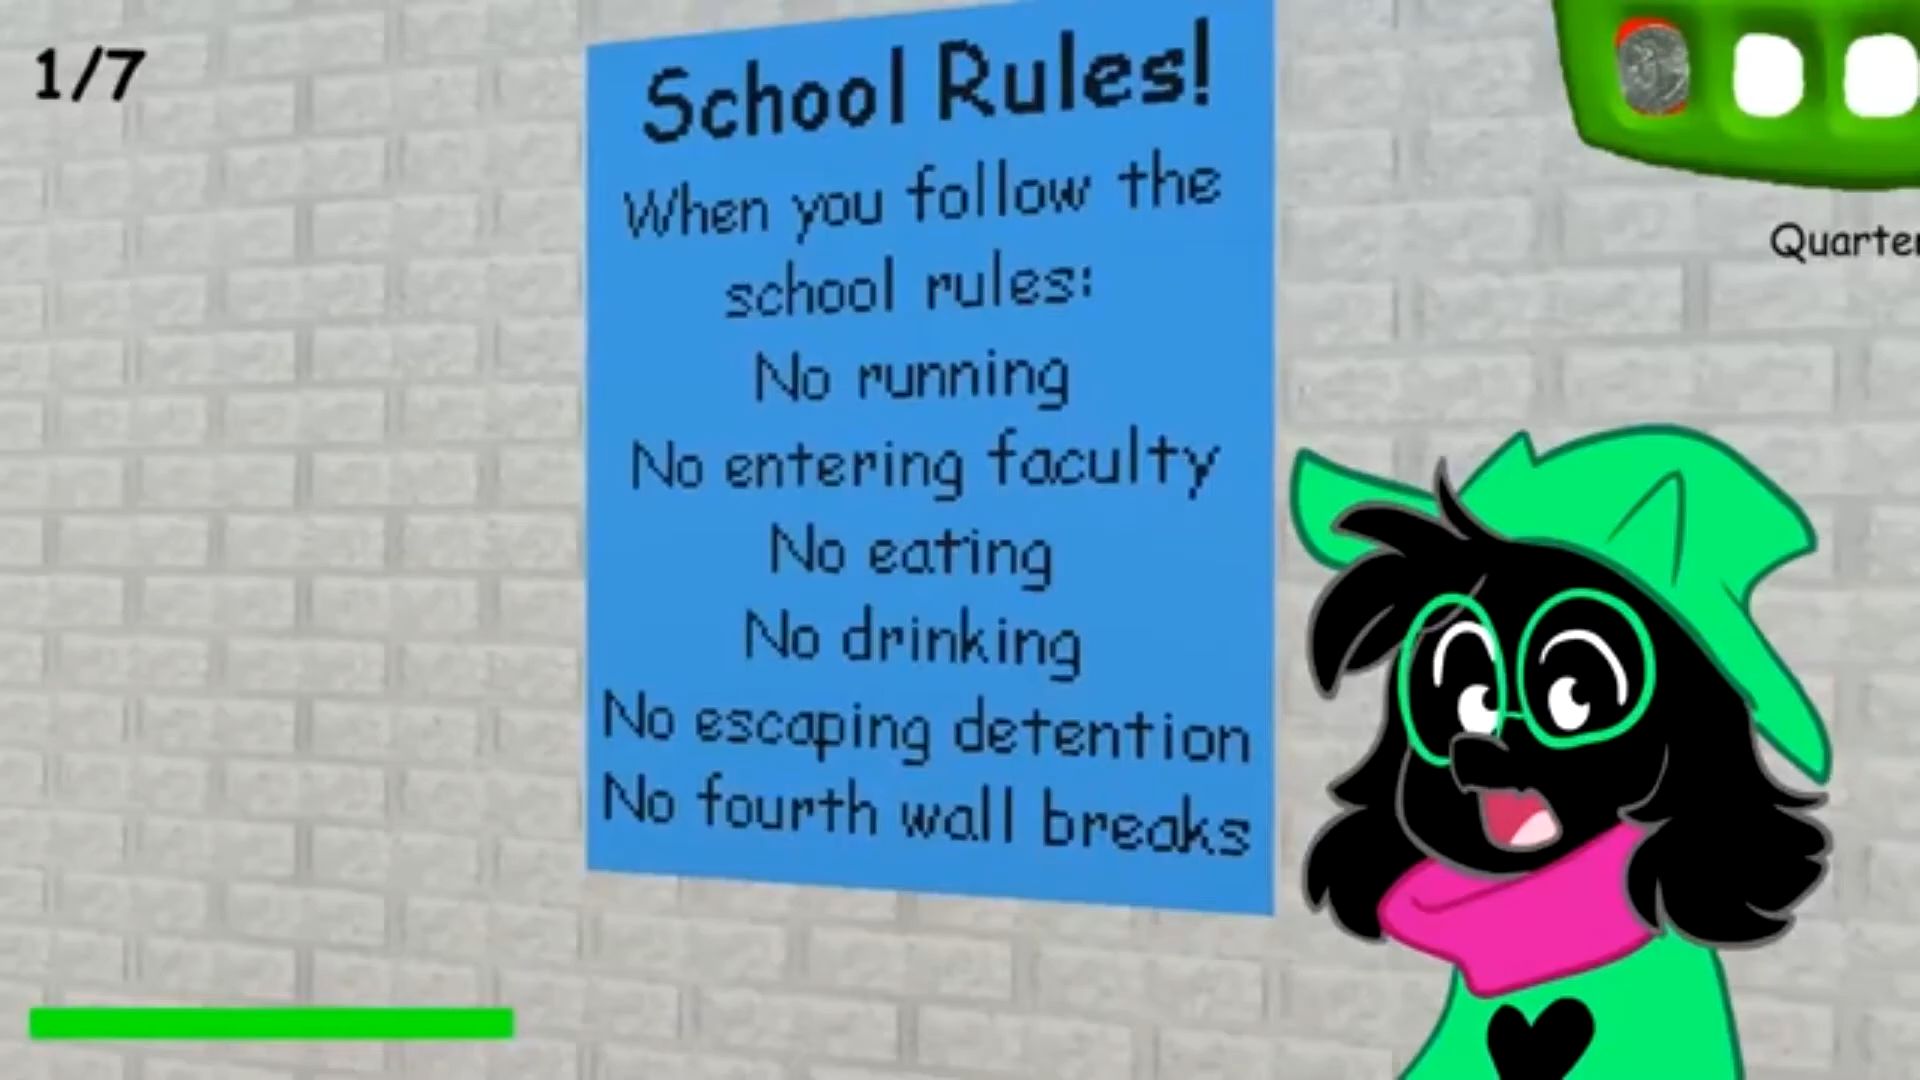 1/7
School Rules!
When you follow the
school rules:
No running
No entering faculty
No eating
No drinking
No escaping detention
No fourth wall breaks
Quarter